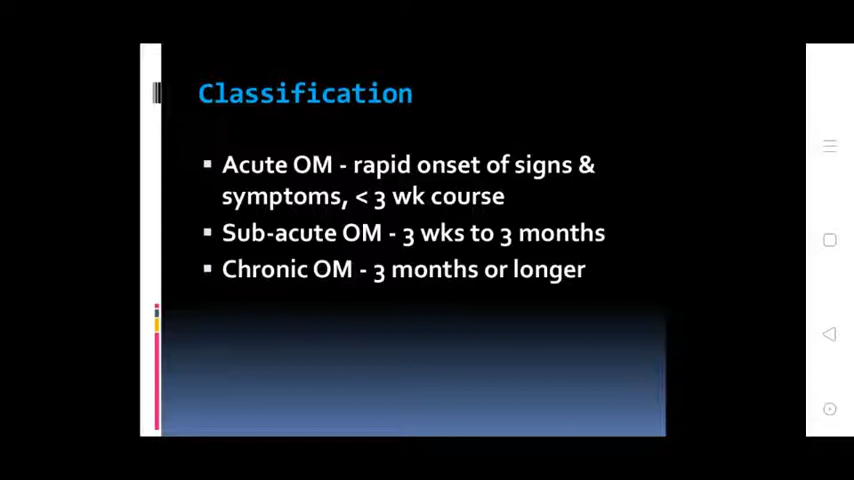 Classification
▪ Acute OM - rapid onset of signs &
symptoms, < 3 wk course
▪ Sub-acute OM - 3 wks to 3 months
▪ Chronic OM - 3 months or longer